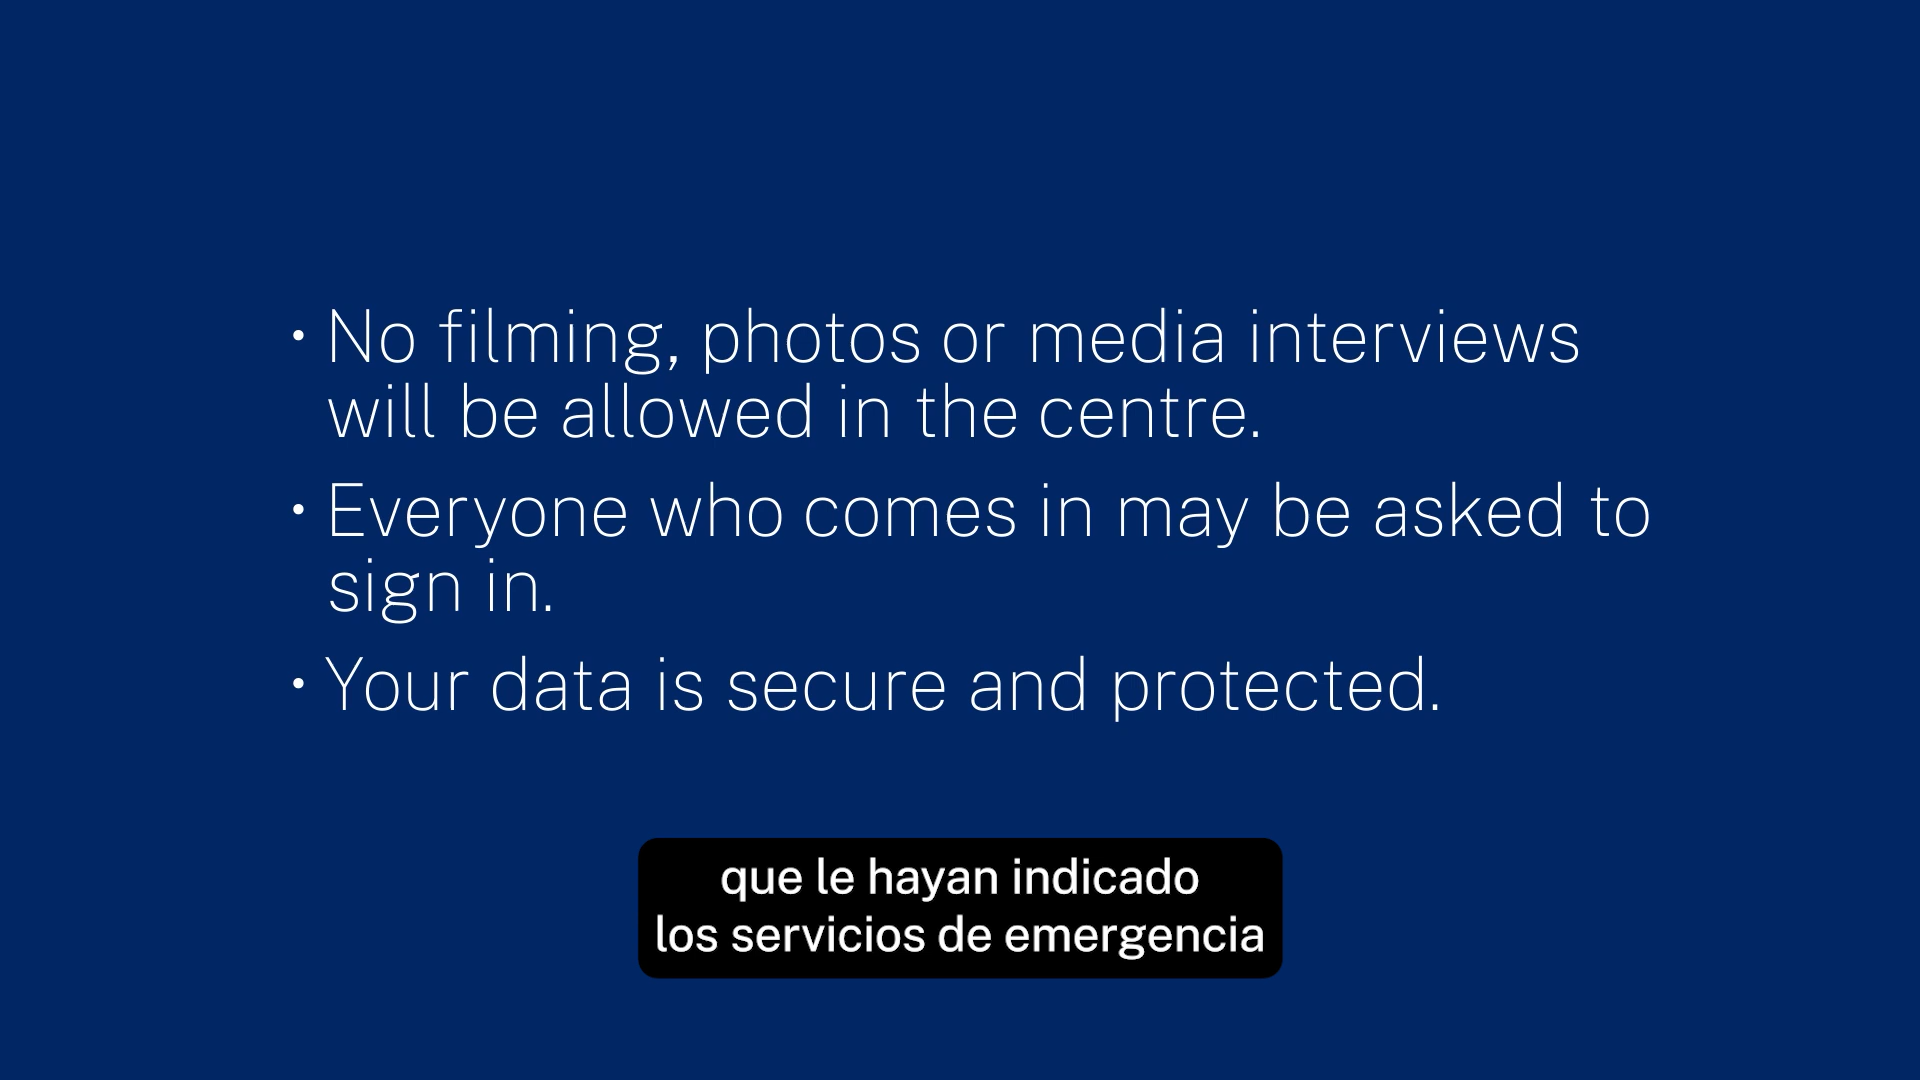 • No filming, photos or media interviews
will be allowed in the centre.
• Everyone who comes in may be asked to
sign in.
• Your data is secure and protected.
que le hayan indicado
los servicios de emergencia